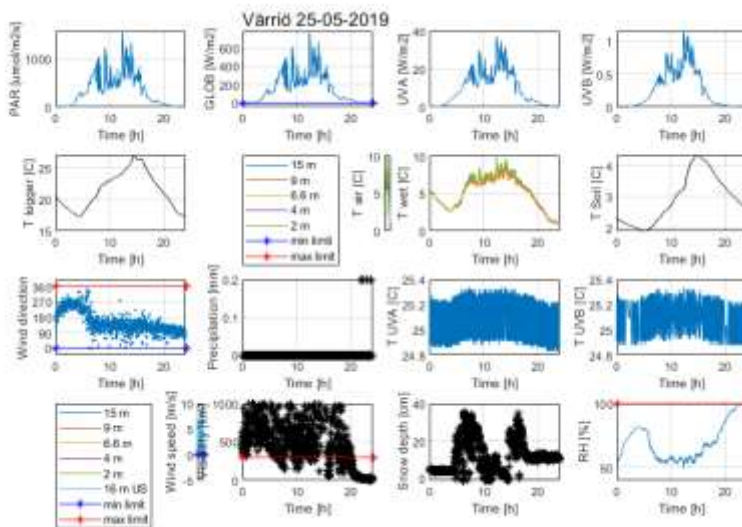 Värriö 25-05-2019
PAR [umol/m2s]
1000
0
0 10 20
Time [h]
GLOB [W/m2]
600
400
200
0
0 10 20
Time [h]
UVA [W/m2]
40
20
0
0 10 20
Time [h]
UVB [W/m2]
1
0.5
0
0 10 20
Time [h]
T logger [C]
25
20
15
0 10 20
Time [h]
15 m
9 m
6.6 m
4 m
2 m
min limit
max limit
T air [C]
10
5
0
T wet [C]
10
5
0
0 10 20
Time [h]
T Soil [C]
4
3
2
0 10 20
Time [h]
Wind direction
360
270
180
90
0
0 10 20
Time [h]
Precipitation [mm]
0.2
0.1
0
0 10 20
Time [h]
T UVA [C]
25.4
25.2
25
24.8
0 10 20
Time [h]
T UVB [C]
25.4
25.2
25
24.8
0 10 20
Time [h]
15 m
9 m
6.6 m
4 m
2 m
16 m US
min limit
max limit
Wind speed [m/s]
10
5
0
-5
1000
500
0
0 10 20
Time [h]
Snow depth [cm]
40
20
0
0 10 20
Time [h]
RH [%]
100
50
0 10 20
Time [h]